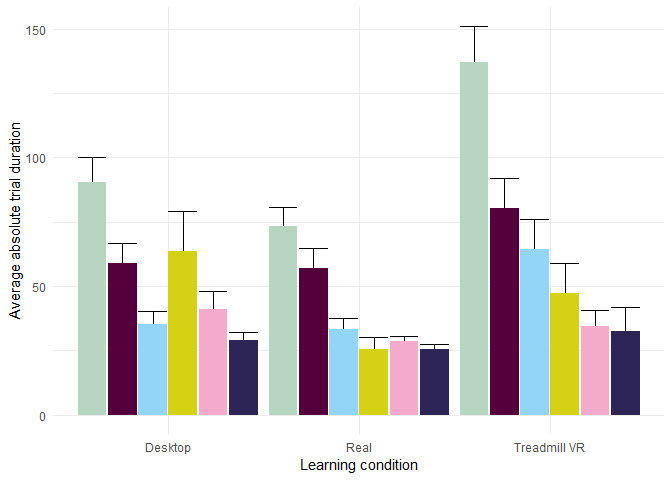 150
100
50
0
Average absolute trial duration
Desktop
Real
Treadmill VR
Learning condition